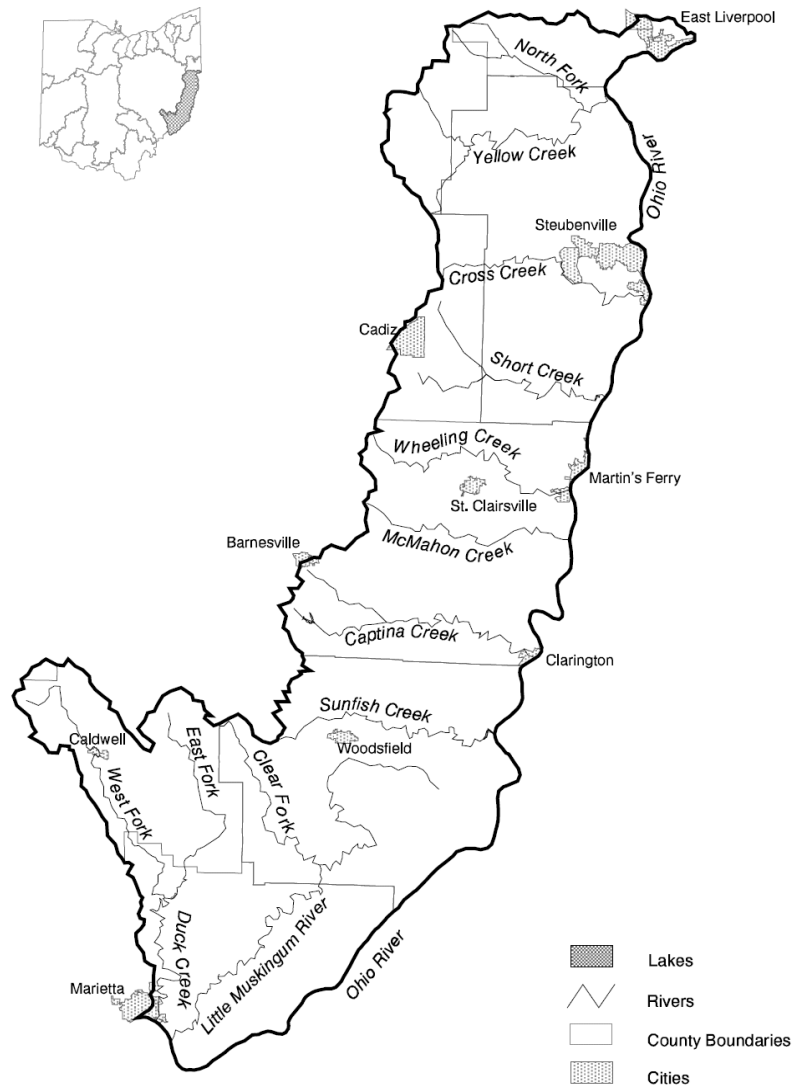 East Liverpool
North Fork
Yellow Creek
Ohio River
Steubenville
Cross Creek
Cadiz
Short Creek
Wheeling Creek
Martin's Ferry
St. Clairsville
McMahon Creek
Barnesville
Captina Creek
Clarington
Sunfish Creek
Woodsfield
Caldwell
East Fork
Clear Fork
West Fork
Duck Creek
Little Muskingum River
Ohio River
Marietta
Lakes
Rivers
County Boundaries
Cities